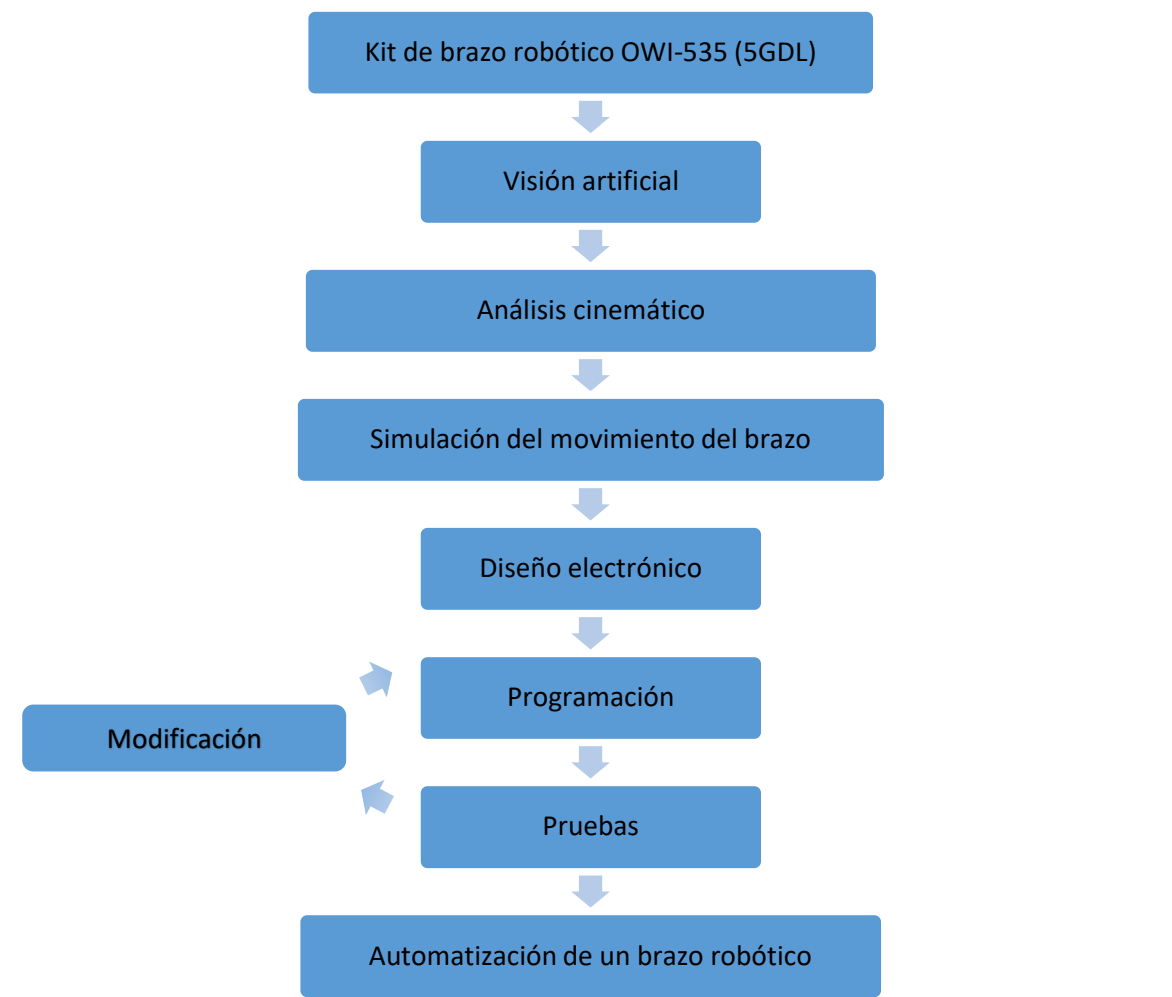 Kit de brazo robótico OWI-535 (5GDL)
Visión artificial
Análisis cinemático
Simulación del movimiento del brazo
Diseño electrónico
Programación
Modificación
Pruebas
Automatización de un brazo robótico